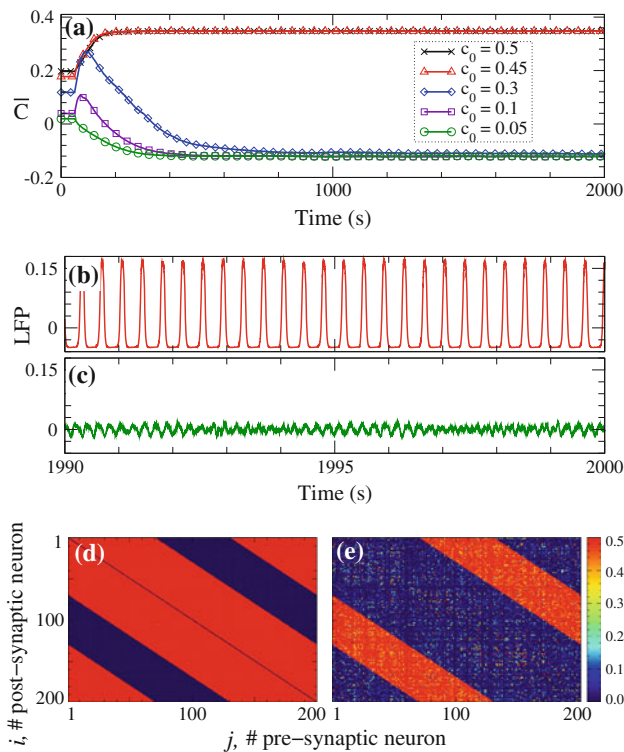 (a)
0.4
0.2
0
-0.2
C|
c0 = 0.5
c0 = 0.45
c0 = 0.3
c0 = 0.1
c0 = 0.05
0 1000 2000
Time (s)
(b)
0.15
0
LFP
(c)
0.15
0
1990 1995 2000
Time (s)
(d)
1
100
200
i, # post−synaptic neuron
1 100 200
(e)
1 100 200
j, # pre−synaptic neuron
0.5
0.4
0.3
0.2
0.1
0.0